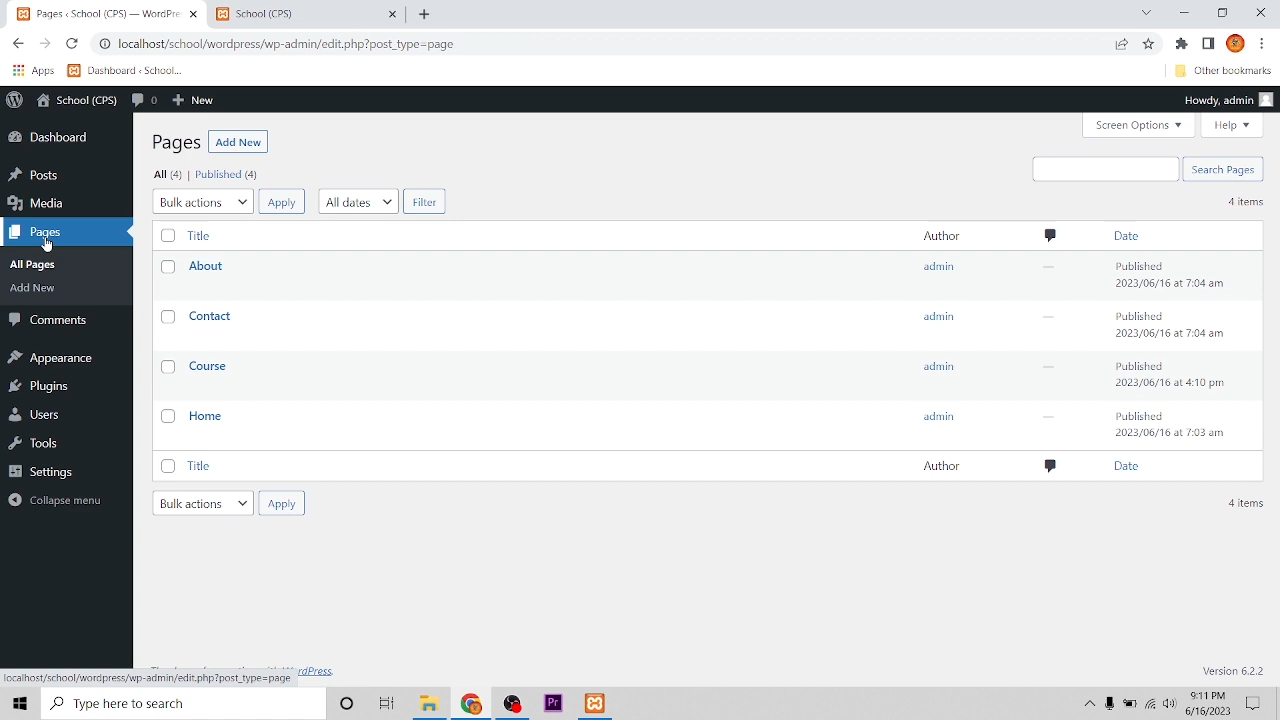 Pages ‹ School (CPS) — WordPre
School (CPS)
localhost/school/wordpress/wp-admin/edit.php?post_type=page
Apps
Dashboard ‹ School...
Other bookmarks
School (CPS)
0
New
Howdy, admin
Dashboard
Posts
Media
Pages
All Pages
Add New
Comments
Appearance
Plugins
Users
Tools
Settings
Collapse menu
Pages
Add New
Screen Options
Help
All (4) | Published (4)
Search Pages
Bulk actions
Apply
All dates
Filter
4 items
Title
Author
Date
About
admin
—
Published
2023/06/16 at 7:04 am
Contact
admin
—
Published
2023/06/16 at 7:04 am
Course
admin
—
Published
2023/06/16 at 4:10 pm
Home
admin
—
Published
2023/06/16 at 7:03 am
Title
Author
Date
Bulk actions
Apply
4 items
Version 6.2.2
localhost/school/wordpress/wp-admin/edit.php?post_type=page
rdPress.
Type here to search
Pr
9:11 PM
6/16/2023